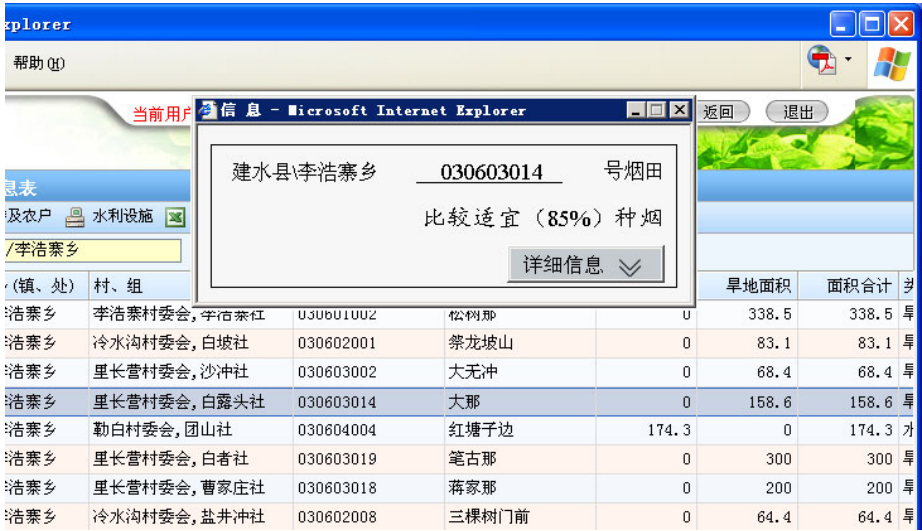 xplorer
帮助(H)
当前用户
返回
退出
信 息 - Microsoft Internet Explorer
建水县\李浩寨乡 030603014 号烟田
比较适宜（85%）种烟
详细信息
息表
及农户 水利设施
/李浩寨乡
(镇、处) 村、组 旱地面积 面积合计
浩寨乡 李浩寨村委会,李浩寨社 030601002 松树那 0 338.5 338.5 旱
浩寨乡 冷水沟村委会,白坡社 030602001 祭龙坡山 0 83.1 83.1 旱
浩寨乡 里长营村委会,沙冲社 030603002 大无冲 0 68.4 68.4 旱
浩寨乡 里长营村委会,白露头社 030603014 大那 0 158.6 158.6 旱
浩寨乡 勒白村委会,团山社 030604004 红塘子边 174.3 0 174.3 水
浩寨乡 里长营村委会,白者社 030603019 笔古那 0 300 300 旱
浩寨乡 里长营村委会,曹家庄社 030603018 蒋家那 0 200 200 旱
浩寨乡 冷水沟村委会,盐井冲社 030602008 三棵树门前 0 64.4 64.4 旱